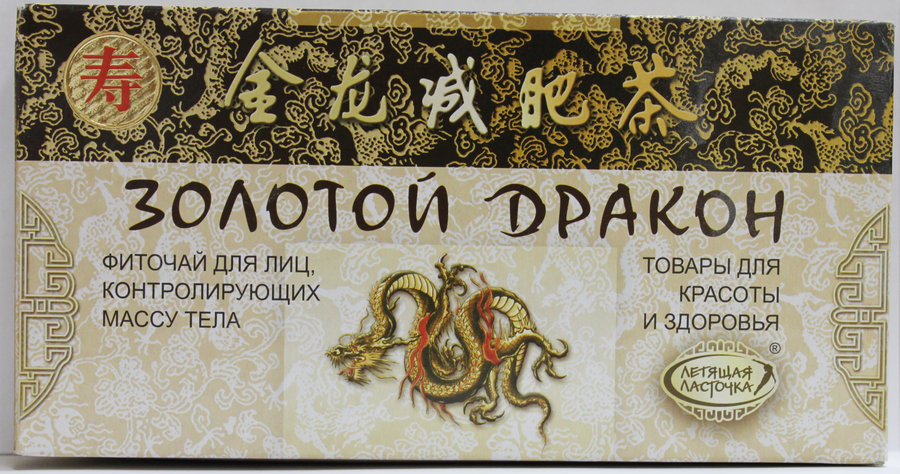 寿
金龙减肥茶
ЗОЛОТОЙ ДРАКОН
ФИТОЧАЙ ДЛЯ ЛИЦ,
КОНТРОЛИРУЮЩИХ
МАССУ ТЕЛА
ТОВАРЫ ДЛЯ
КРАСОТЫ
И ЗДОРОВЬЯ
®
ЛЕТЯЩАЯ
ЛАСТОЧКА